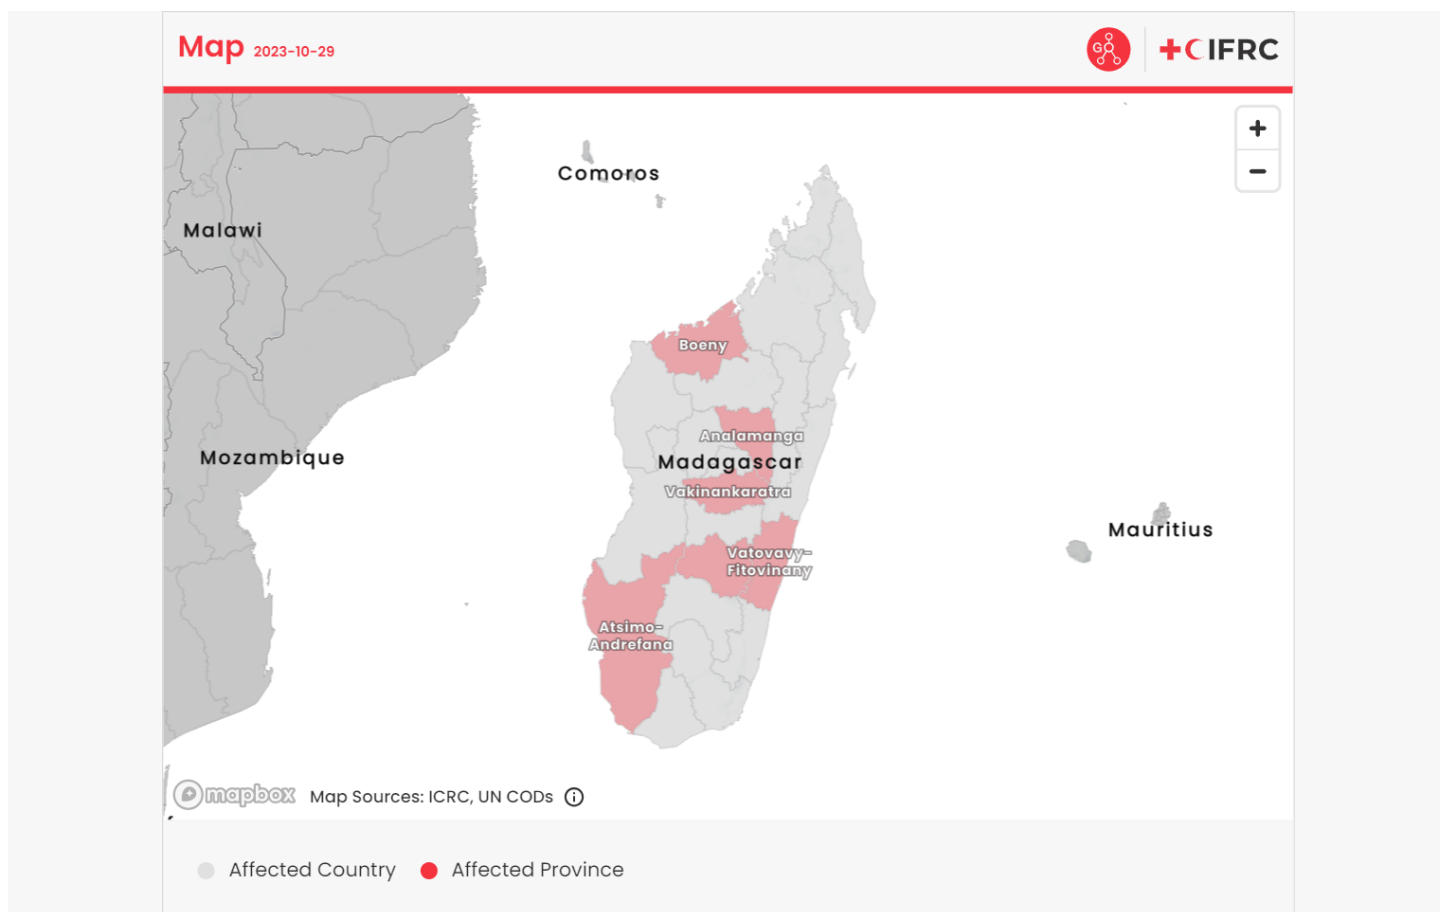 Map 2023-10-29
GO
IFRC
+
−
Comoros
Malawi
Boeny
Analamanga
Mozambique
Madagascar
Vakinankaratra
Mauritius
Vatovavy-
Fitovinany
Atsimo-
Andrefana
mapbox
Map Sources: ICRC, UN CODs
Affected Country
Affected Province